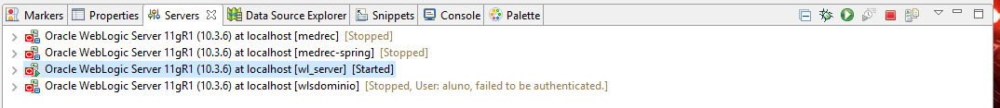 Markers Properties Servers Data Source Explorer Snippets Console Palette
Oracle WebLogic Server 11gR1 (10.3.6) at localhost [medrec] [Stopped]
Oracle WebLogic Server 11gR1 (10.3.6) at localhost [medrec-spring] [Stopped]
Oracle WebLogic Server 11gR1 (10.3.6) at localhost [wl_server] [Started]
Oracle WebLogic Server 11gR1 (10.3.6) at localhost [wlsdominio] [Stopped, User: aluno, failed to be authenticated.]